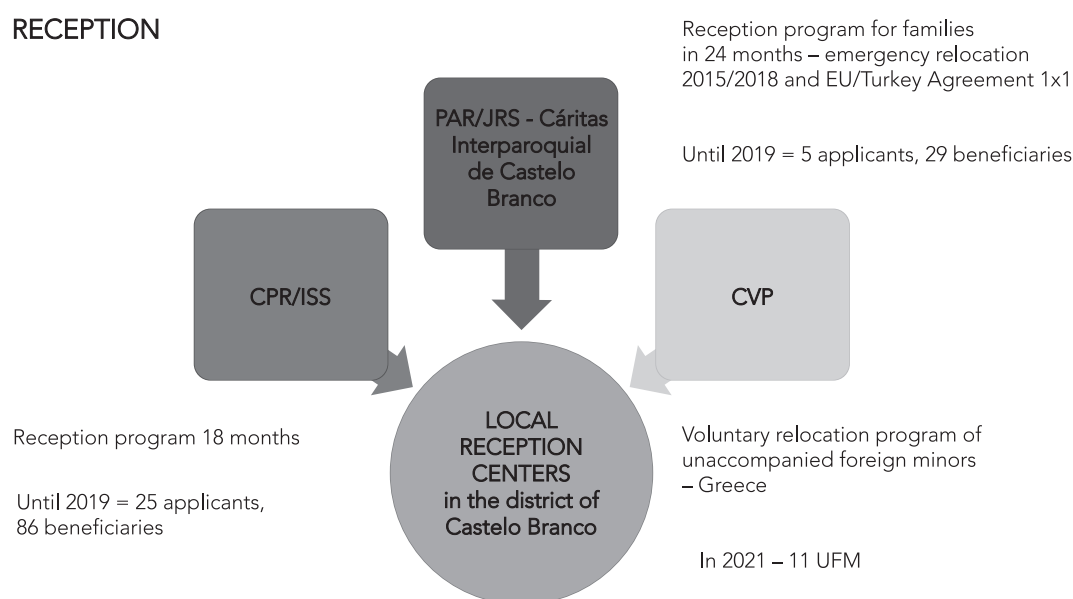 RECEPTION
Reception program for families
in 24 months – emergency relocation
2015/2018 and EU/Turkey Agreement 1x1
Until 2019 = 5 applicants, 29 beneficiaries
PAR/JRS - Cáritas
Interparoquial
de Castelo
Branco
CPR/ISS
CVP
Reception program 18 months
Until 2019 = 25 applicants,
86 beneficiaries
LOCAL
RECEPTION
CENTERS
in the district of
Castelo Branco
Voluntary relocation program of
unaccompanied foreign minors
– Greece
In 2021 – 11 UFM